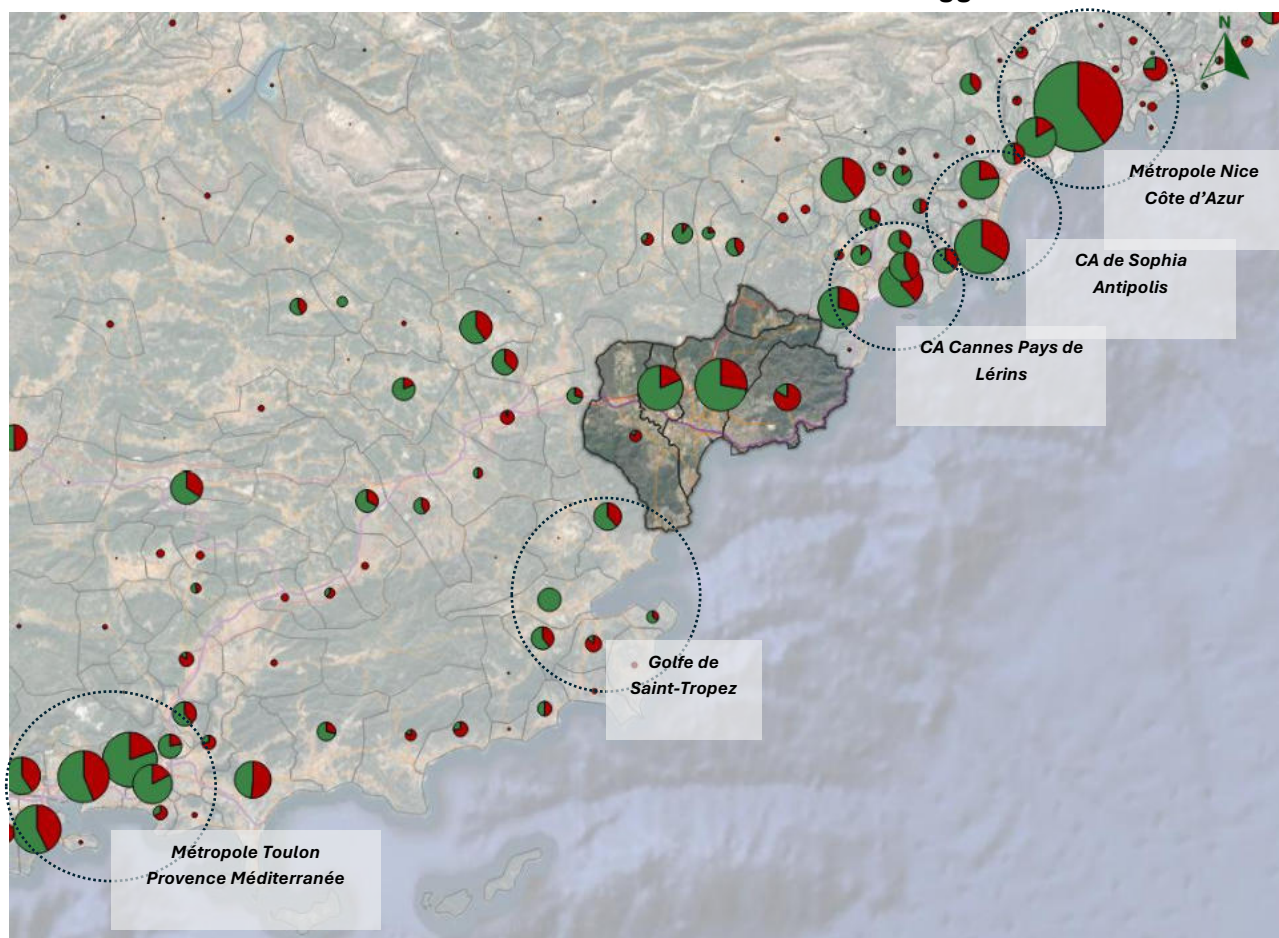 N
Métropole Nice
Côte d'Azur
CA de Sophia
Antipolis
CA Cannes Pays de
Lérins
Golfe de
Saint-Tropez
Métropole Toulon
Provence Méditerranée